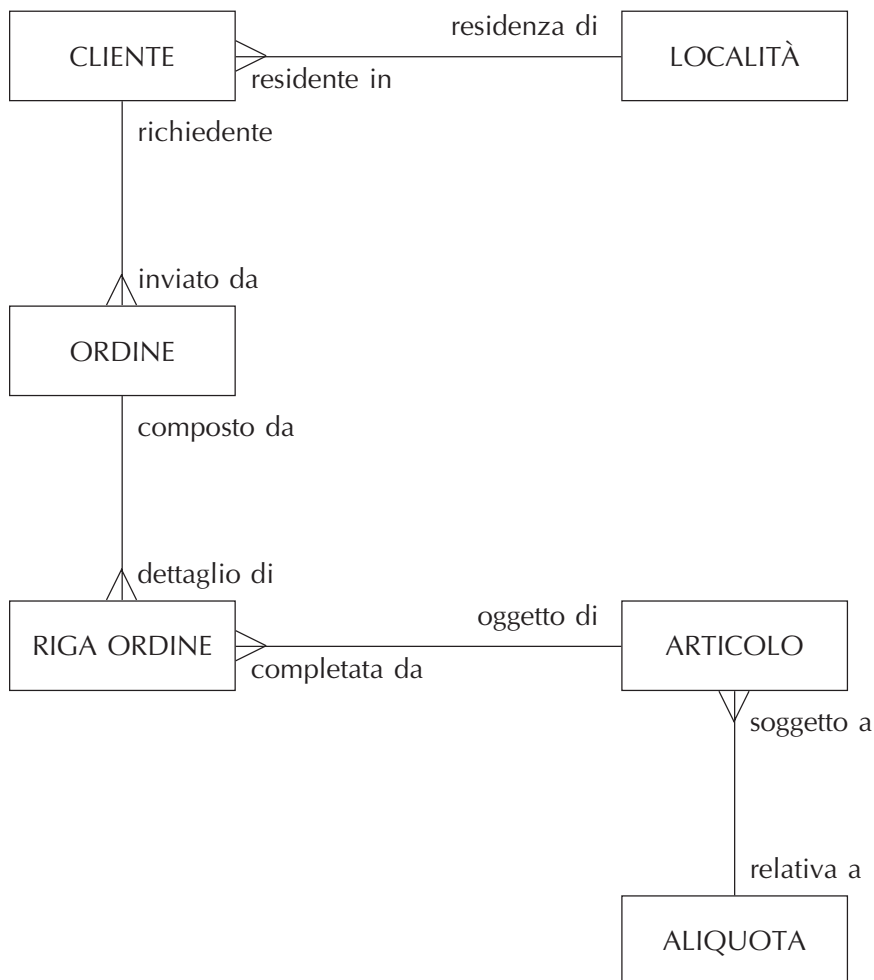 residenza di
CLIENTE
LOCALITÀ
residente in
richiedente
inviato da
ORDINE
composto da
dettaglio di
oggetto di
RIGA ORDINE
ARTICOLO
completata da
soggetto a
relativa a
ALIQUOTA